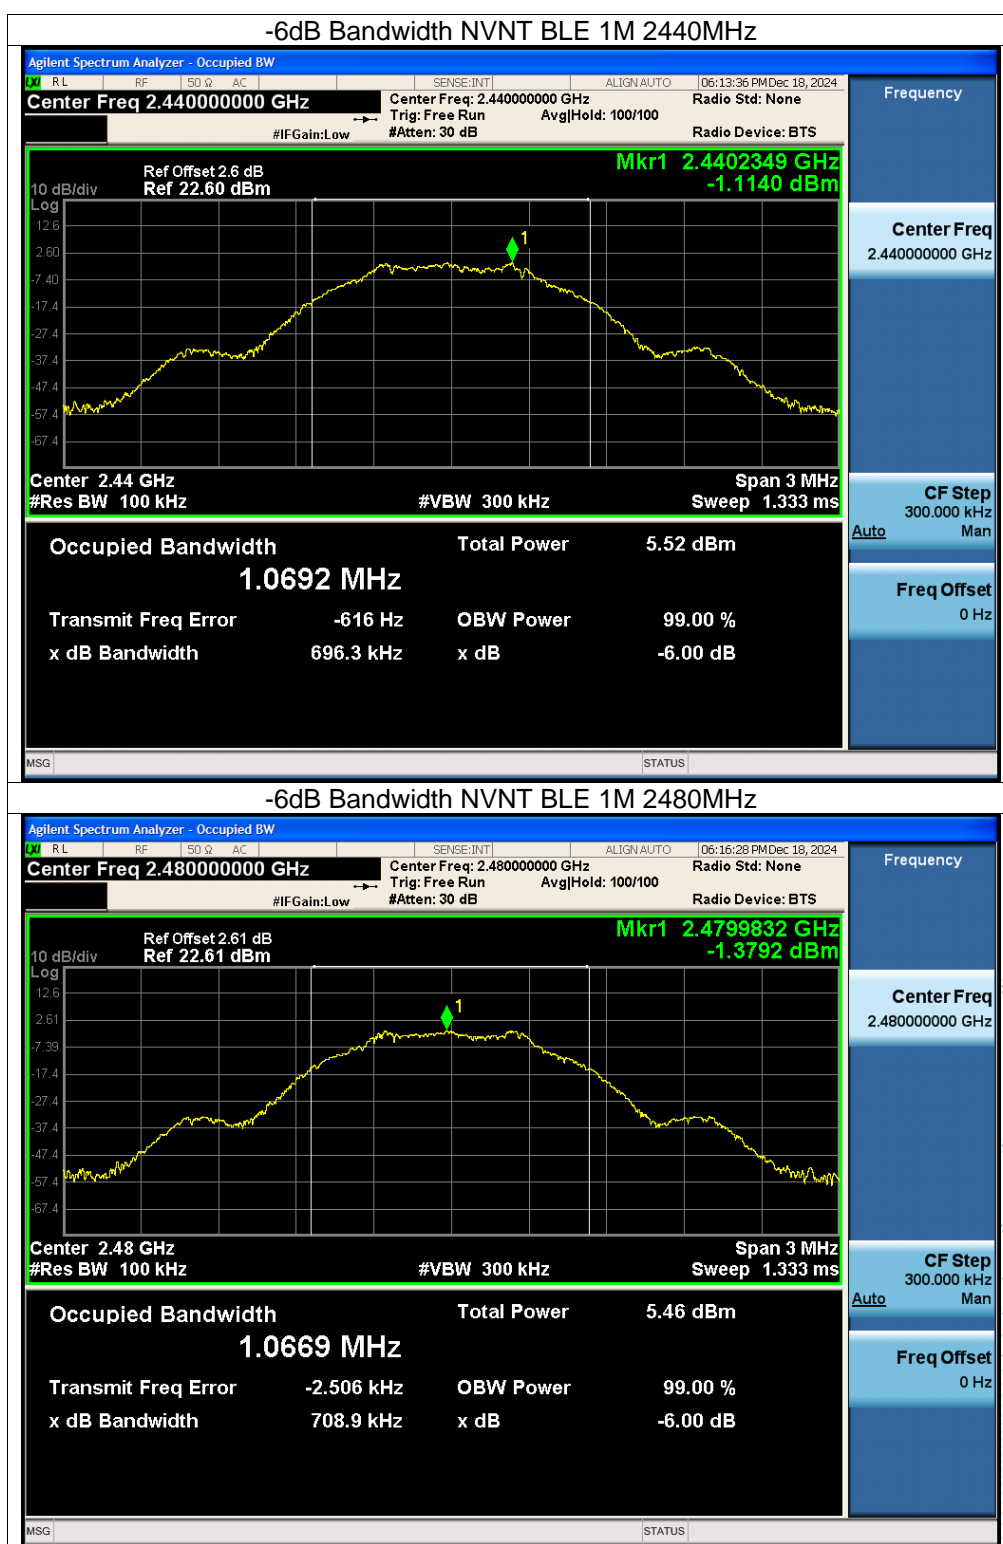 -6dB Bandwidth NVNT BLE 1M 2440MHz
Agilent Spectrum Analyzer - Occupied BW
LXI RL RF 50 Ω AC SENSE:INT ALIGN AUTO 06:13:36 PM Dec 18, 2024
Center Freq 2.440000000 GHz
Center Freq: 2.440000000 GHz
Radio Std: None
Trig: Free Run Avg|Hold: 100/100
#IFGain:Low #Atten: 30 dB Radio Device: BTS
Frequency
Mkr1 2.4402349 GHz
-1.1140 dBm
Ref Offset 2.6 dB
10 dB/div Ref 22.60 dBm
Log
12.6
2.60
-7.40
-17.4
-27.4
-37.4
-47.4
-57.4
-67.4
1
Center Freq
2.440000000 GHz
Center 2.44 GHz Span 3 MHz
#Res BW 100 kHz #VBW 300 kHz Sweep 1.333 ms
CF Step
300.000 kHz
Auto Man
Occupied Bandwidth Total Power 5.52 dBm
1.0692 MHz
Transmit Freq Error -616 Hz OBW Power 99.00 %
x dB Bandwidth 696.3 kHz x dB -6.00 dB
Freq Offset
0 Hz
MSG STATUS
-6dB Bandwidth NVNT BLE 1M 2480MHz
Agilent Spectrum Analyzer - Occupied BW
LXI RL RF 50 Ω AC SENSE:INT ALIGN AUTO 06:16:28 PM Dec 18, 2024
Center Freq 2.480000000 GHz
Center Freq: 2.480000000 GHz
Radio Std: None
Trig: Free Run Avg|Hold: 100/100
#IFGain:Low #Atten: 30 dB Radio Device: BTS
Frequency
Mkr1 2.4799832 GHz
-1.3792 dBm
Ref Offset 2.61 dB
10 dB/div Ref 22.61 dBm
Log
12.6
2.61
-7.39
-17.4
-27.4
-37.4
-47.4
-57.4
-67.4
1
Center Freq
2.480000000 GHz
Center 2.48 GHz Span 3 MHz
#Res BW 100 kHz #VBW 300 kHz Sweep 1.333 ms
CF Step
300.000 kHz
Auto Man
Occupied Bandwidth Total Power 5.46 dBm
1.0669 MHz
Transmit Freq Error -2.506 kHz OBW Power 99.00 %
x dB Bandwidth 708.9 kHz x dB -6.00 dB
Freq Offset
0 Hz
MSG STATUS